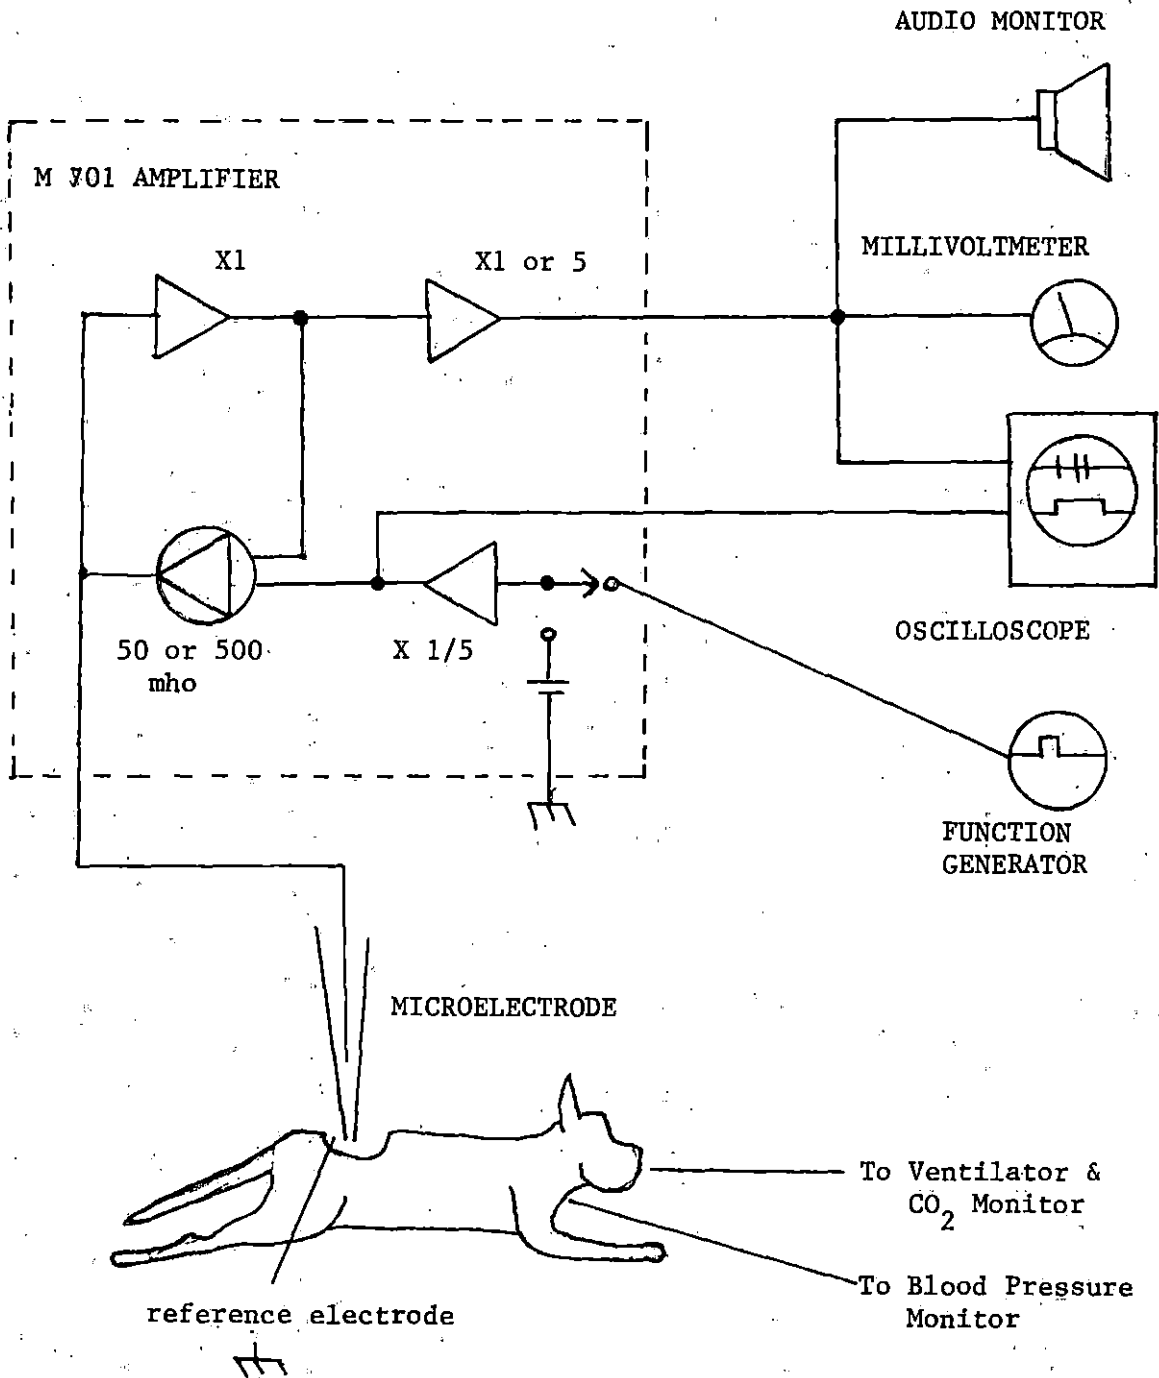 AUDIO MONITOR
M 701 AMPLIFIER
X1
X1 or 5
MILLIVOLTMETER
50 or 500
mho
X 1/5
OSCILLOSCOPE
FUNCTION
GENERATOR
MICROELECTRODE
To Ventilator &
CO2 Monitor
To Blood Pressure
Monitor
reference electrode